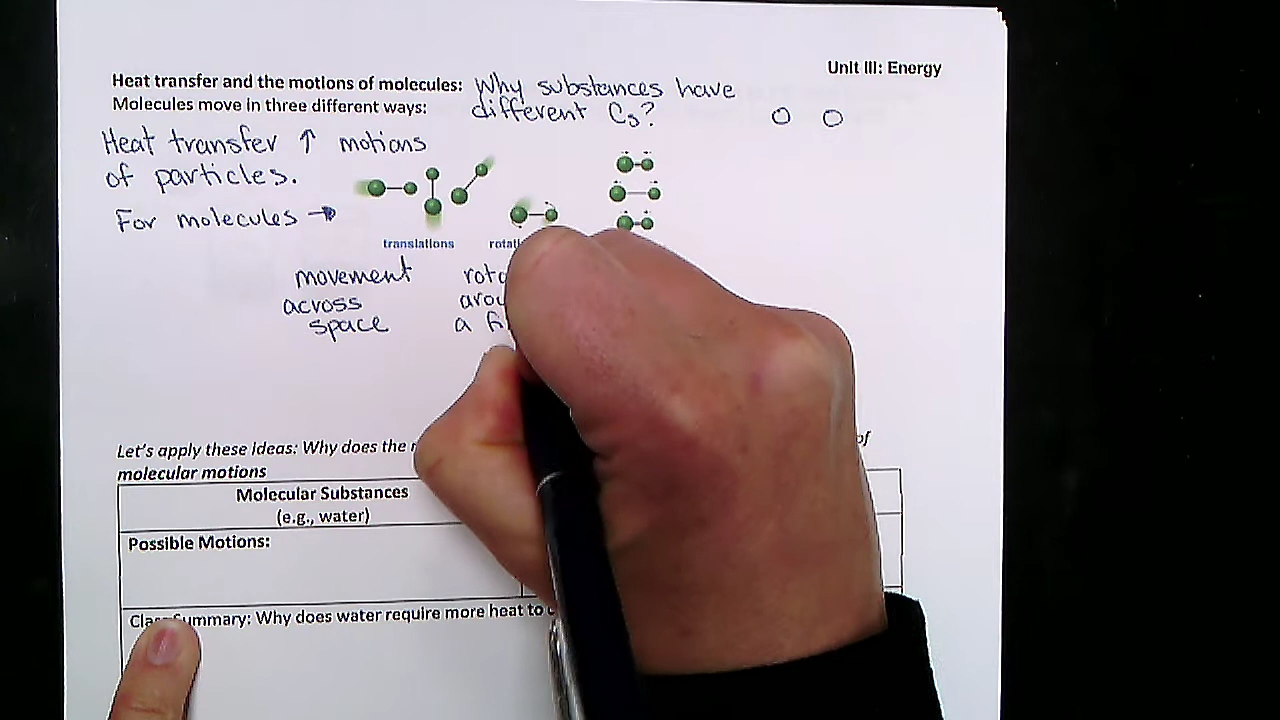 Unit III: Energy
Heat transfer and the motions of molecules: Why substances have
Molecules move in three different ways: different Cs?
Heat transfer ↑ motions
of particles.
For molecules →
translations
movement
across
space
a
Let's apply these ideas: Why does the
of
molecular motions
Molecular Substances
(e.g., water)
Possible Motions:
Class Summary: Why does water require more heat to